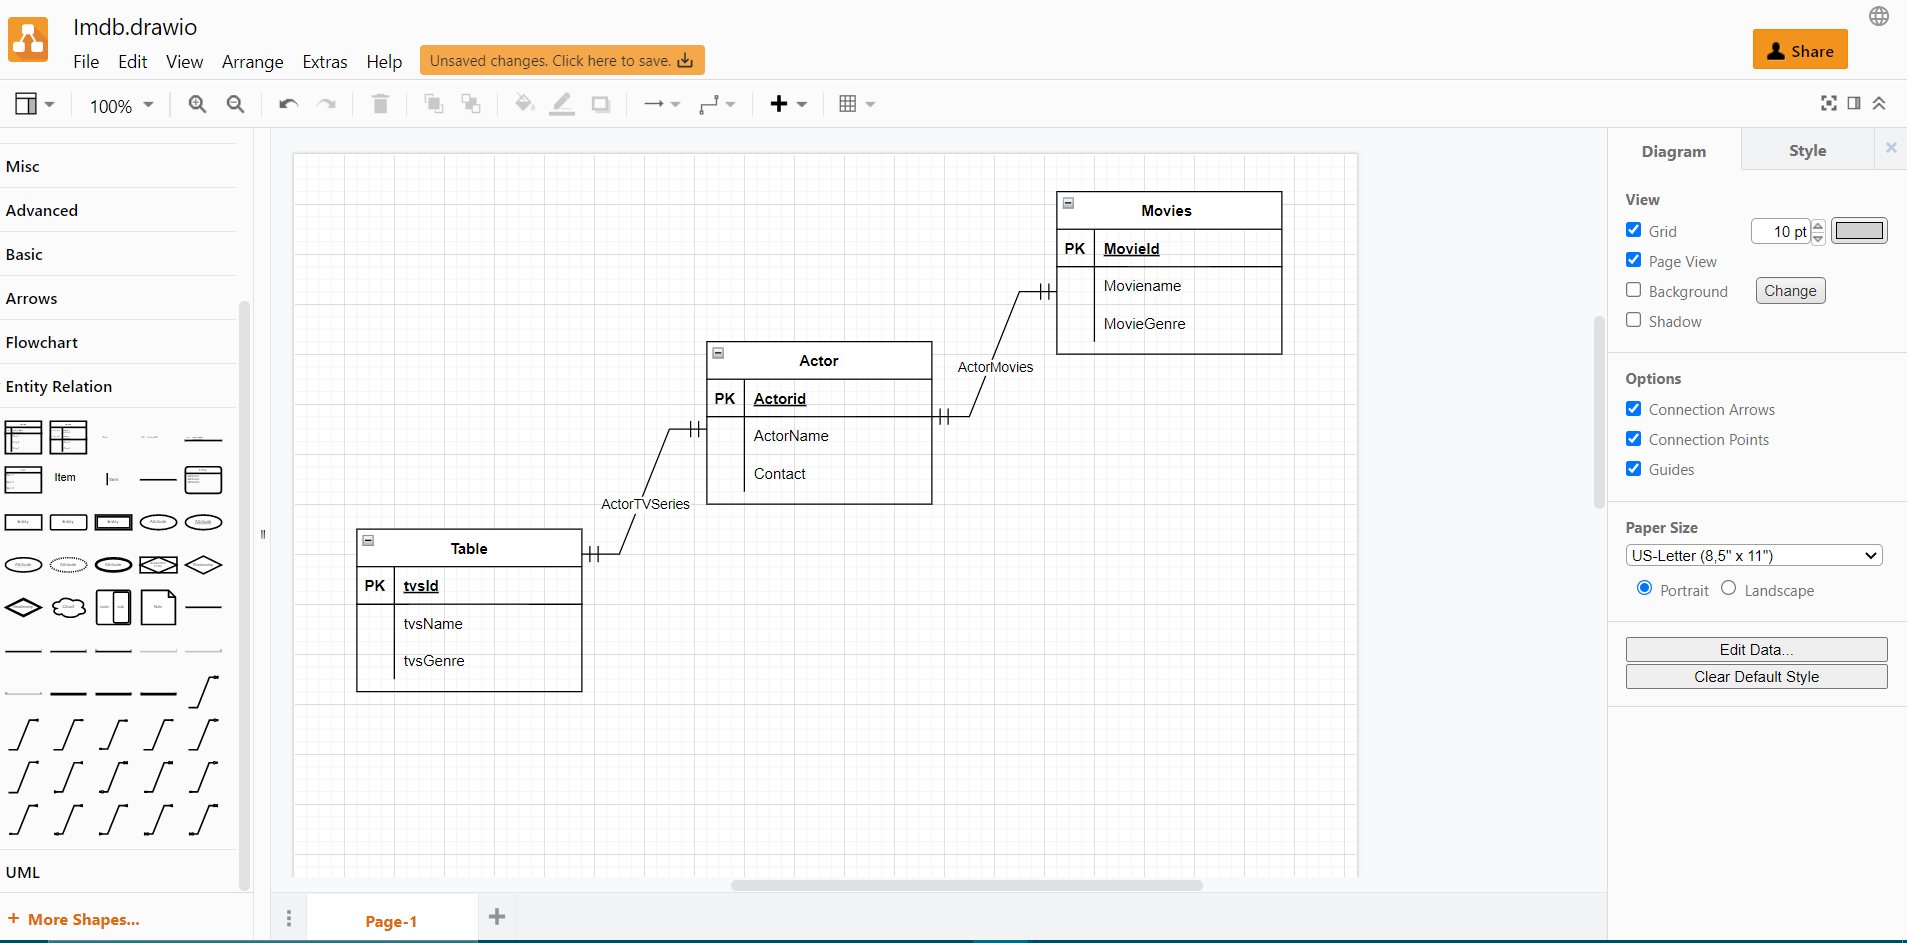 Imdb.drawio
File Edit View Arrange Extras Help
Unsaved changes. Click here to save.
Share
100%
Misc
Advanced
Basic
Arrows
Flowchart
Entity Relation
Item
UML
+ More Shapes...
Movies
PK MovieId
Moviename
MovieGenre
ActorMovies
Actor
PK Actorid
ActorName
Contact
ActorTVSeries
Table
PK tvsId
tvsName
tvsGenre
Page-1
Diagram Style
View
Grid 10 pt
Page View
Background Change
Shadow
Options
Connection Arrows
Connection Points
Guides
Paper Size
US-Letter (8,5" x 11")
Portrait Landscape
Edit Data...
Clear Default Style